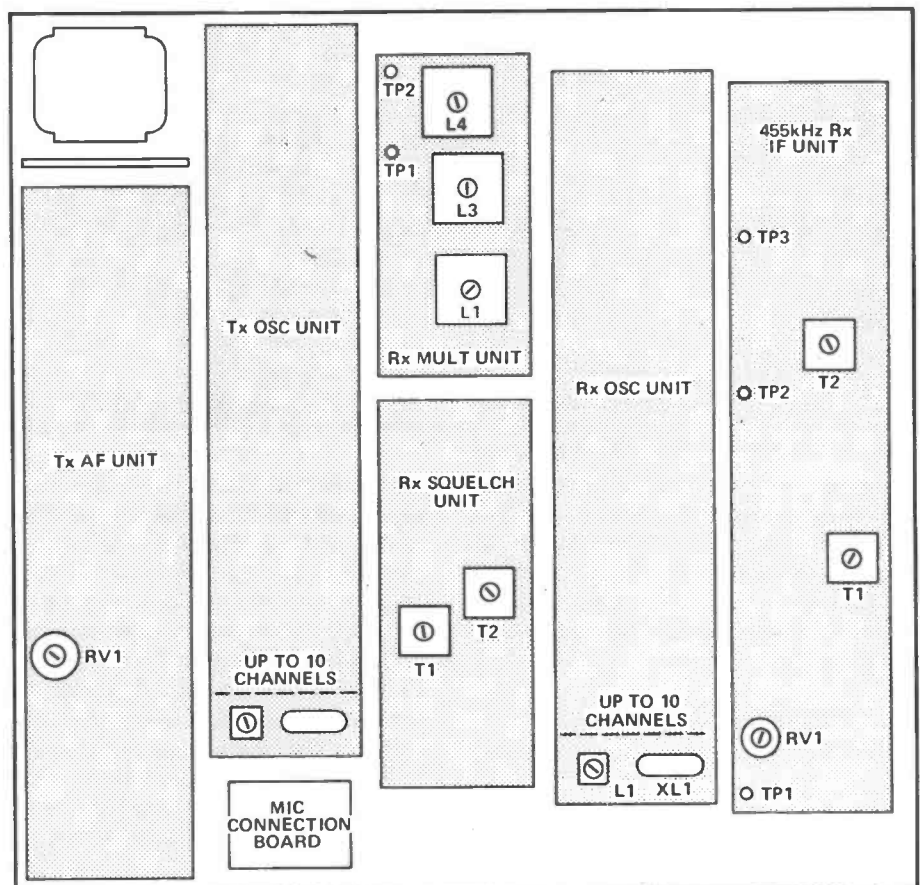 TP2
L4
TP1
L3
L1
Rx MULT UNIT
455kHz Rx
IF UNIT
TP3
T2
TP2
T1
RV1
TP1
Tx OSC UNIT
UP TO 10
CHANNELS
Rx OSC UNIT
UP TO 10
CHANNELS
L1 XL1
Tx AF UNIT
RV1
Rx SQUELCH
UNIT
T2
T1
MIC
CONNECTION
BOARD